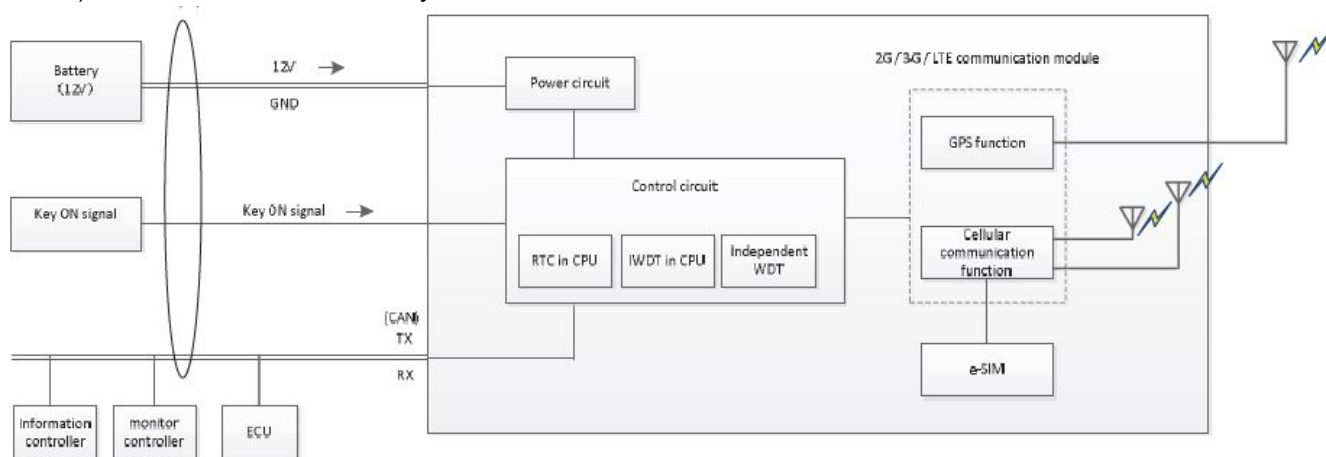 Battery
(12V)
12V
GND
Power circuit
2G / 3G / LTE communication module
GPS function
Key ON signal
Key ON signal
Control circuit
RTC in CPU
IWDT in CPU
Independent
WDT
Cellular
communication
function
(CAN)
TX
RX
e-SIM
Information
controller
monitor
controller
ECU